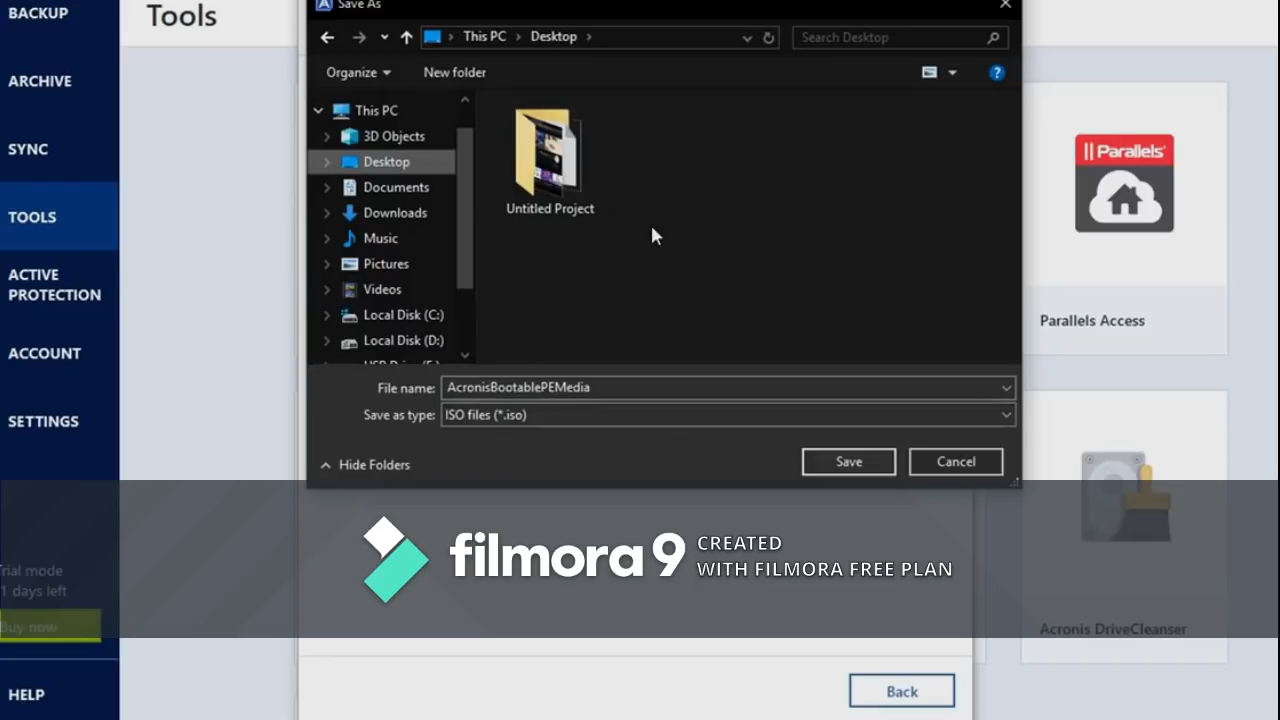 BACKUP
Tools
ARCHIVE
SYNC
TOOLS
ACTIVE
PROTECTION
ACCOUNT
SETTINGS
Trial mode
1 days left
Buy now
HELP
Save As
This PC
Desktop
Search Desktop
Organize
New folder
This PC
3D Objects
Desktop
Documents
Downloads
Music
Pictures
Videos
Local Disk (C:)
Local Disk (D:)
Untitled Project
File name: AcronisBootablePEMedia
Save as type: ISO files (*.iso)
Hide Folders
Save
Cancel
Parallels
Parallels Access
filmora 9
CREATED
WITH FILMORA FREE PLAN
Acronis DriveCleanser
Back